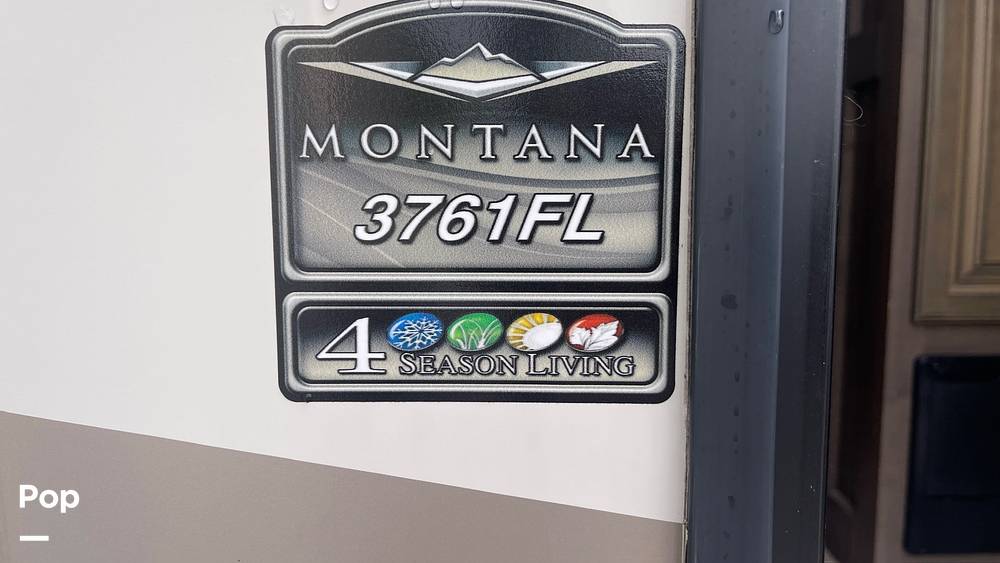 MONTANA
3761FL
4 SEASON LIVING
Pop